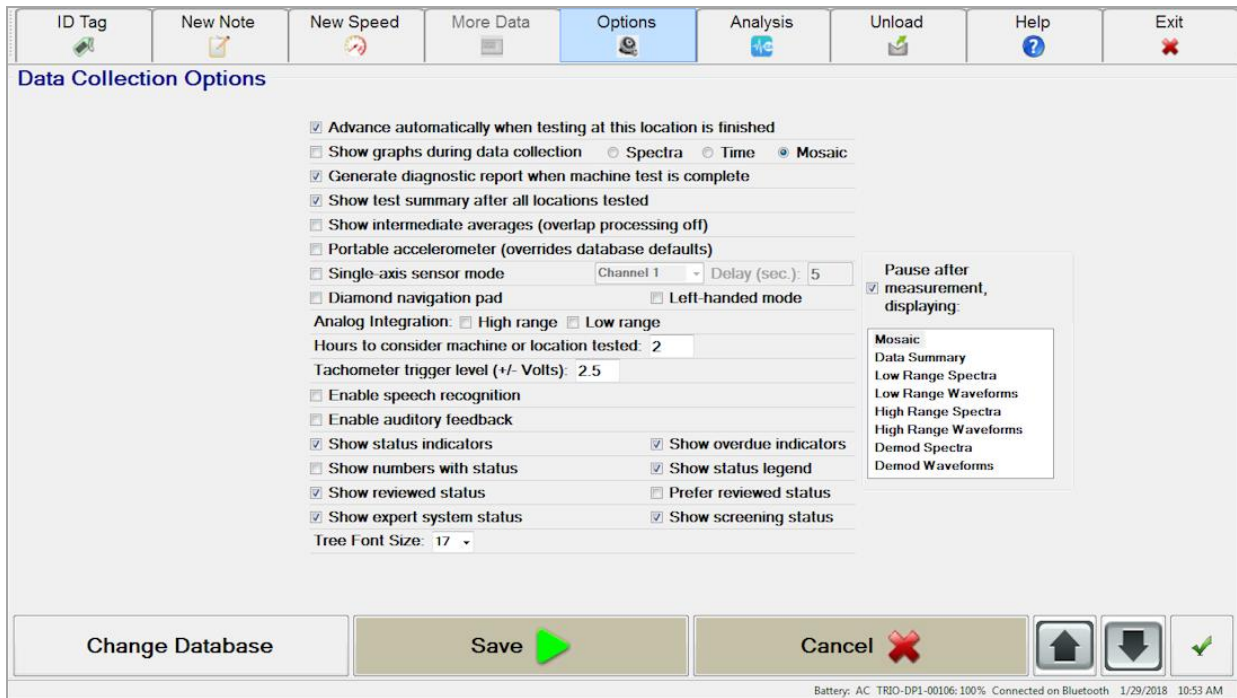 ID Tag New Note New Speed More Data Options Analysis Unload Help Exit
Data Collection Options
Advance automatically when testing at this location is finished
Show graphs during data collection Spectra Time Mosaic
Generate diagnostic report when machine test is complete
Show test summary after all locations tested
Show intermediate averages (overlap processing off)
Portable accelerometer (overrides database defaults)
Single-axis sensor mode Channel 1 Delay (sec.): 5
Diamond navigation pad Left-handed mode
Analog Integration: High range Low range
Hours to consider machine or location tested: 2
Tachometer trigger level (+/- Volts): 2.5
Enable speech recognition
Enable auditory feedback
Show status indicators Show overdue indicators
Show numbers with status Show status legend
Show reviewed status Prefer reviewed status
Show expert system status Show screening status
Tree Font Size: 17
Pause after
measurement,
displaying:
Mosaic
Data Summary
Low Range Spectra
Low Range Waveforms
High Range Spectra
High Range Waveforms
Demod Spectra
Demod Waveforms
Change Database Save Cancel
Battery: AC TRIO-DP1-00106: 100% Connected on Bluetooth 1/29/2018 10:53 AM